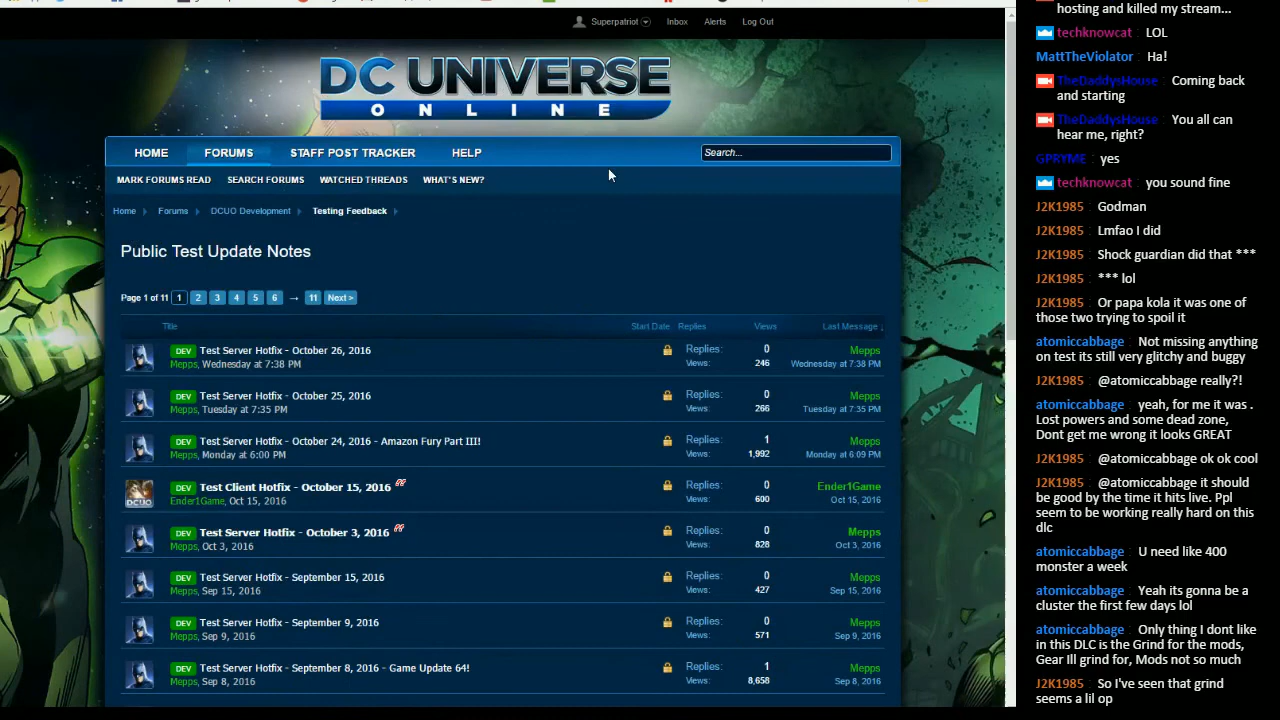 Superpatriot Inbox Alerts Log Out
DC UNIVERSE
ONLINE
HOME FORUMS STAFF POST TRACKER HELP Search...
MARK FORUMS READ SEARCH FORUMS WATCHED THREADS WHAT'S NEW?
Home Forums DCUO Development Testing Feedback
Public Test Update Notes
Page 1 of 11 1 2 3 4 5 6 → 11 Next >
Title Start Date Replies Views Last Message ↓
DEV Test Server Hotfix - October 26, 2016 Replies: 0 Mepps
Mepps, Wednesday at 7:38 PM Views: 246 Wednesday at 7:38 PM
DEV Test Server Hotfix - October 25, 2016 Replies: 0 Mepps
Mepps, Tuesday at 7:35 PM Views: 266 Tuesday at 7:35 PM
DEV Test Server Hotfix - October 24, 2016 - Amazon Fury Part III! Replies: 1 Mepps
Mepps, Monday at 6:00 PM Views: 1,992 Monday at 6:09 PM
DEV Test Client Hotfix - October 15, 2016 Replies: 0 Ender1Game
Ender1Game, Oct 15, 2016 Views: 600 Oct 15, 2016
DCUO
DEV Test Server Hotfix - October 3, 2016 Replies: 0 Mepps
Mepps, Oct 3, 2016 Views: 828 Oct 3, 2016
DEV Test Server Hotfix - September 15, 2016 Replies: 0 Mepps
Mepps, Sep 15, 2016 Views: 427 Sep 15, 2016
DEV Test Server Hotfix - September 9, 2016 Replies: 0 Mepps
Mepps, Sep 9, 2016 Views: 571 Sep 9, 2016
DEV Test Server Hotfix - September 8, 2016 - Game Update 64! Replies: 1 Mepps
Mepps, Sep 8, 2016 Views: 8,658 Sep 8, 2016
hosting and killed my stream...
techknowcat : LOL
MattTheViolator : Ha!
TheDaddysHouse : Coming back
and starting
TheDaddysHouse : You all can
hear me, right?
GPRYME : yes
techknowcat : you sound fine
J2K1985 : Godman
J2K1985 : Lmfao I did
J2K1985 : Shock guardian did that ***
J2K1985 : *** lol
J2K1985 : Or papa kola it was one of
those two trying to spoil it
atomiccabbage : Not missing anything
on test its still very glitchy and buggy
J2K1985 : @atomiccabbage really?!
atomiccabbage : yeah, for me it was .
Lost powers and some dead zone,
Dont get me wrong it looks GREAT
J2K1985 : @atomiccabbage ok ok cool
J2K1985 : @atomiccabbage it should
be good by the time it hits live. Ppl
seem to be working really hard on this
dlc
atomiccabbage : U need like 400
monster a week
atomiccabbage : Yeah its gonna be a
cluster the first few days lol
atomiccabbage : Only thing I dont like
in this DLC is the Grind for the mods,
Gear Ill grind for, Mods not so much
J2K1985 : So I've seen that grind
seems a lil op